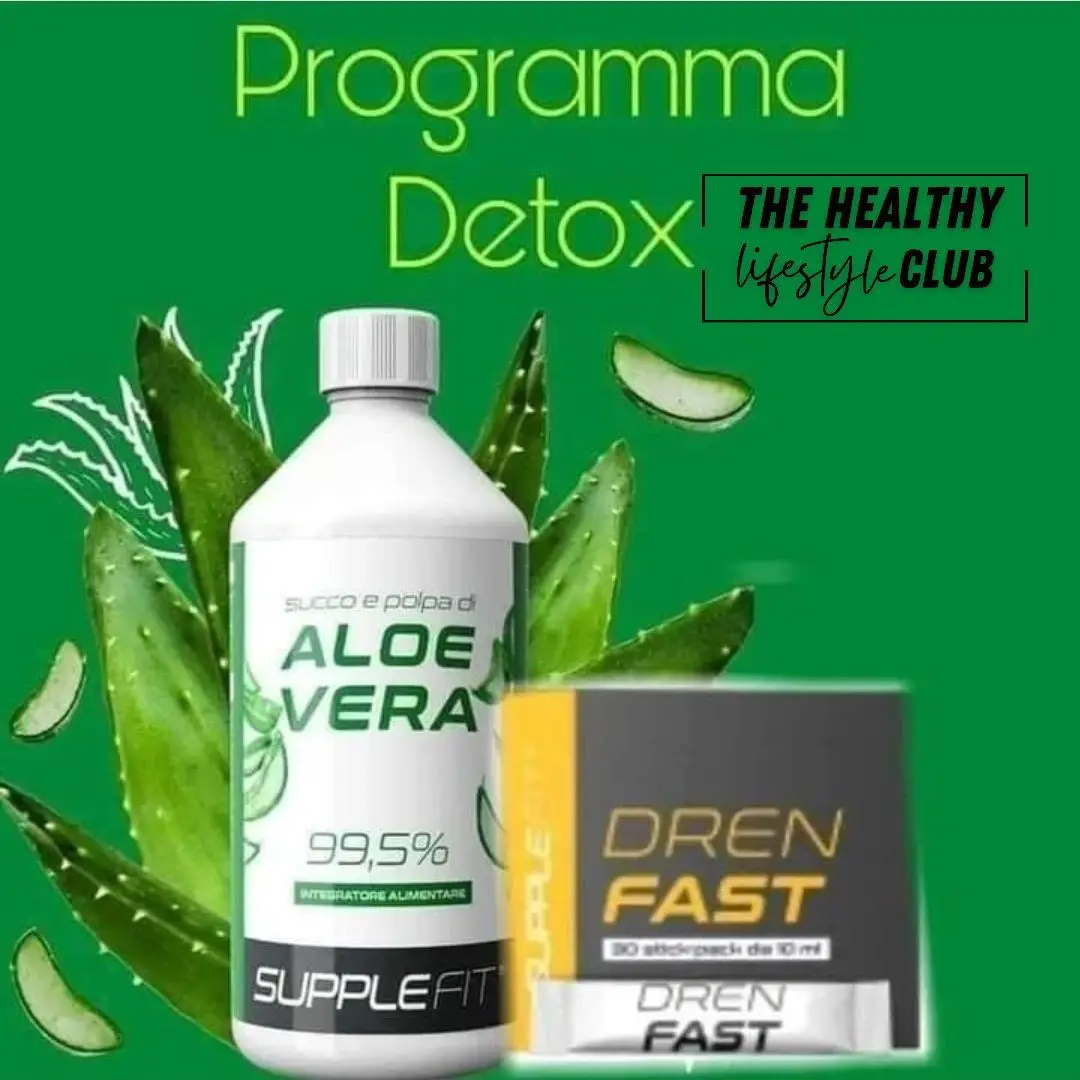 Programma
Detox
THE HEALTHY
lifestyle CLUB
succo e polpa di
ALOE
VERA
99,5%
INTEGRATORE ALIMENTARE
SUPPLEFIT
SUPPLEFIT
DREN
FAST
30 stickpack da 10 ml
DREN
FAST